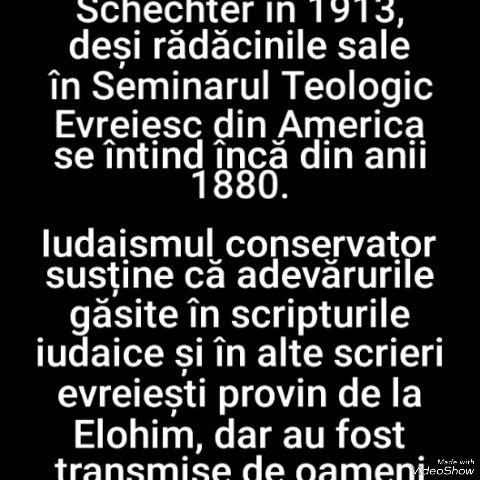 Schechter în 1913,
deși rădăcinile sale
în Seminarul Teologic
Evreiesc din America
se întind încă din anii
1880.
Iudaismul conservator
susține că adevărurile
găsite în scripturile
iudaice și în alte scrieri
evreiești provin de la
Elohim, dar au fost
transmise de oameni
Made with
VideoShow